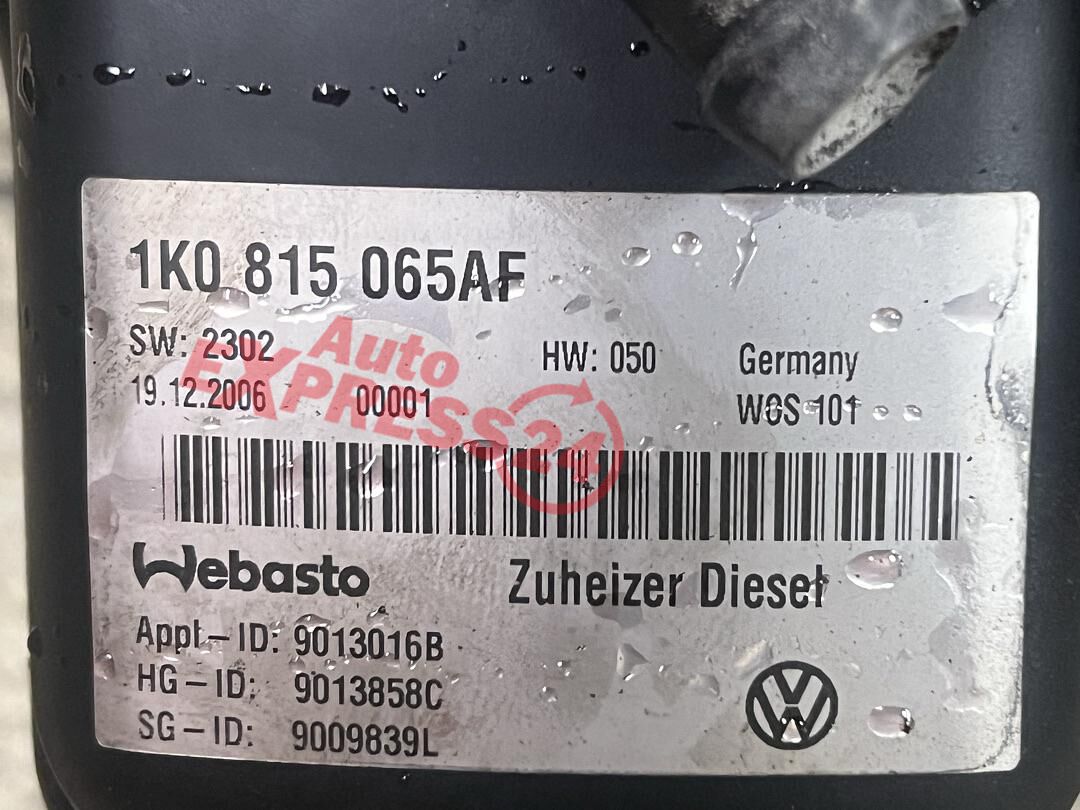 1K0 815 065AF
SW: 2302 HW: 050 Germany
19.12.2006 00001 WCS 101
Auto
EXPRESS24
Webasto Zuheizer Diesel
Appl-ID: 9013016B
HG-ID: 9013858C
SG-ID: 9009839L